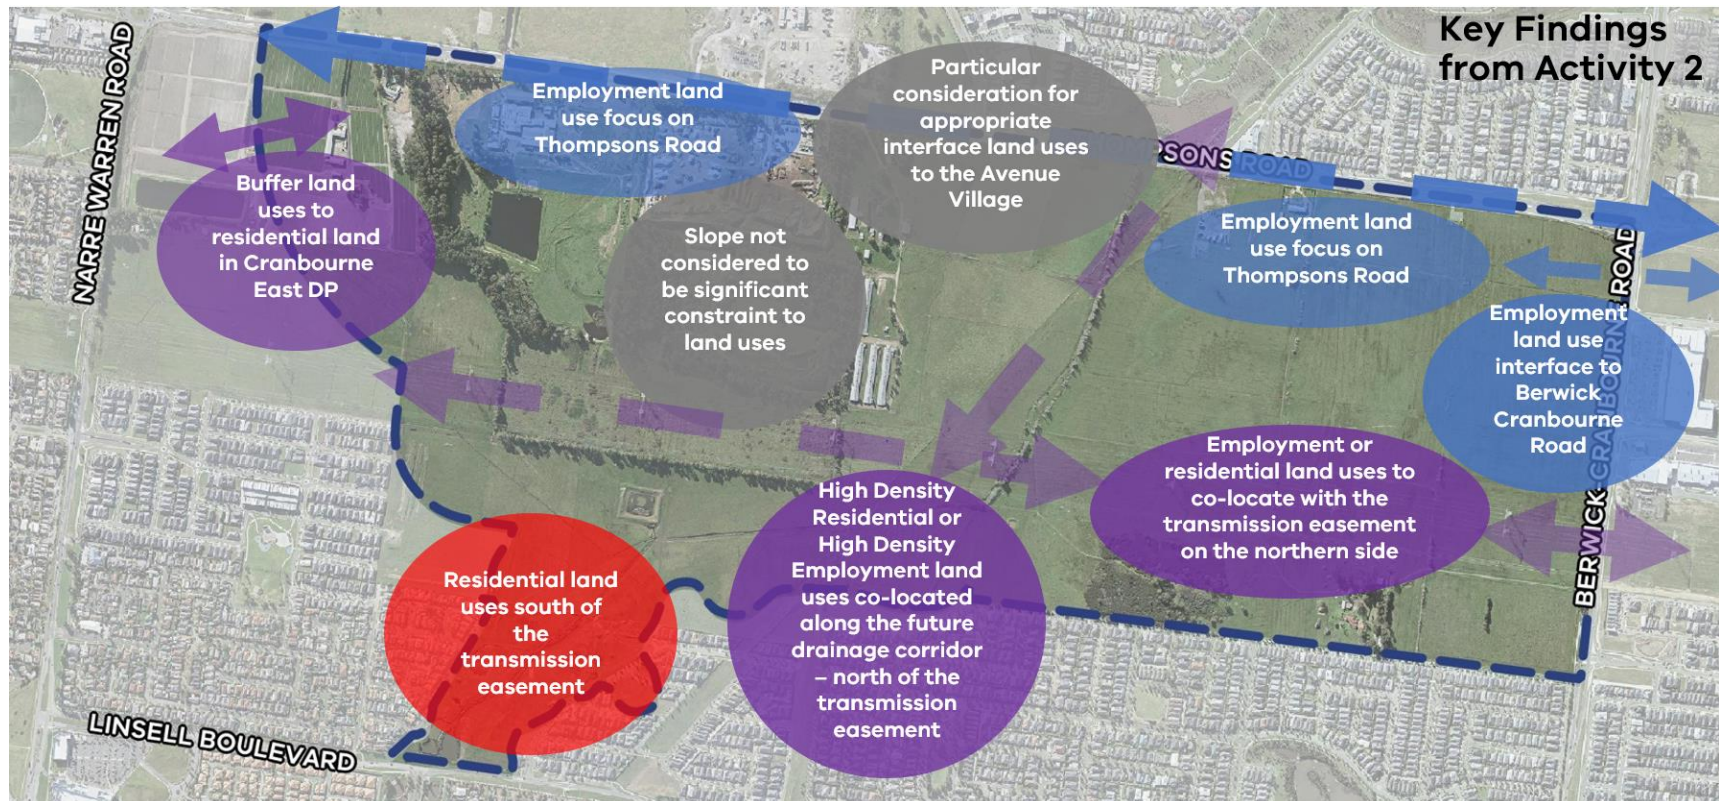 Key Findings
from Activity 2
NARRE WARREN ROAD
Employment land
use focus on
Thompsons Road
Particular
consideration for
appropriate
interface land uses
to the Avenue
Village
PSONS ROAD
Buffer land
uses to
residential land
in Cranbourne
East DP
Slope not
considered to
be significant
constraint to
land uses
Employment land
use focus on
Thompsons Road
Employment
land use
interface to
Berwick
Cranbourne
Road
BERWICK-CRANBOURNE ROAD
Employment or
residential land uses to
co-locate with the
transmission easement
on the northern side
High Density
Residential or
High Density
Employment land
uses co-located
along the future
drainage corridor
– north of the
transmission
easement
Residential land
uses south of
the
transmission
easement
LINSELL BOULEVARD